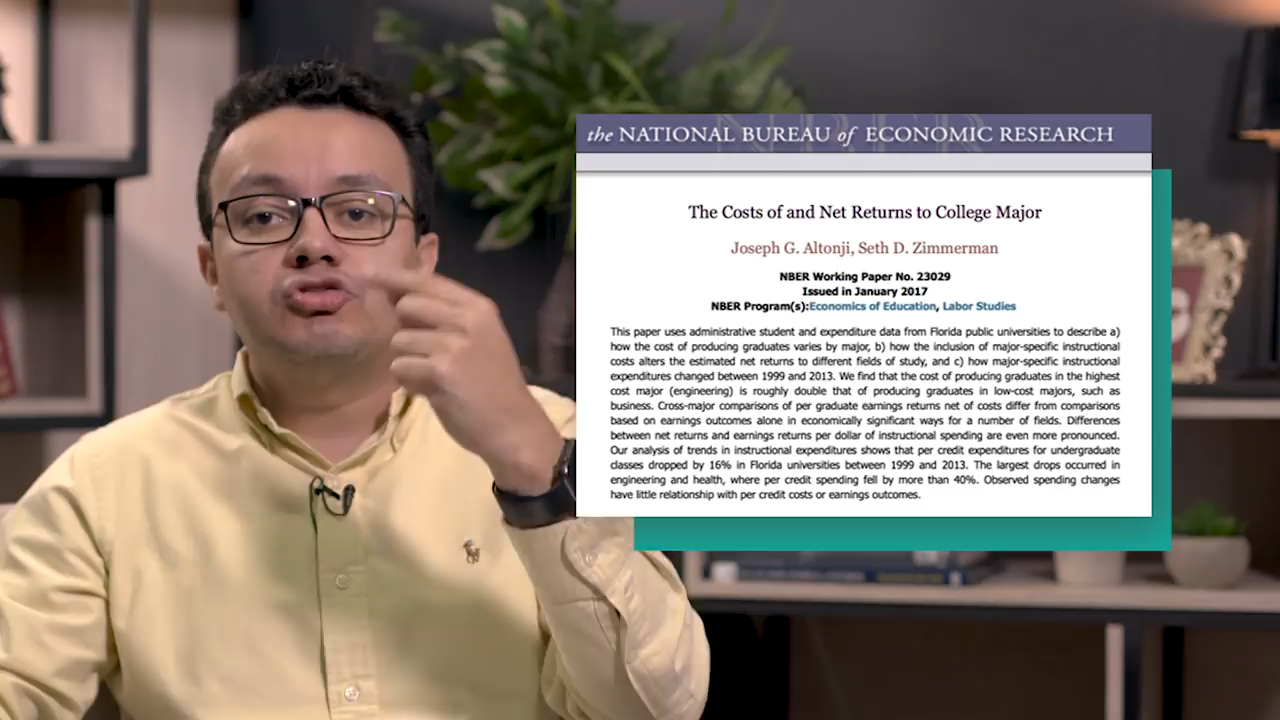 the NATIONAL BUREAU of ECONOMIC RESEARCH
The Costs of and Net Returns to College Major
Joseph G. Altonji, Seth D. Zimmerman
NBER Working Paper No. 23029
Issued in January 2017
NBER Program(s):Economics of Education, Labor Studies
This paper uses administrative student and expenditure data from Florida public universities to describe a)
how the cost of producing graduates varies by major, b) how the inclusion of major-specific instructional
costs alters the estimated net returns to different fields of study, and c) how major-specific instructional
expenditures changed between 1999 and 2013. We find that the cost of producing graduates in the highest
cost major (engineering) is roughly double that of producing graduates in low-cost majors, such as
business. Cross-major comparisons of per graduate earnings returns net of costs differ from comparisons
based on earnings outcomes alone in economically significant ways for a number of fields. Differences
between net returns and earnings returns per dollar of instructional spending are even more pronounced.
Our analysis of trends in instructional expenditures shows that per credit expenditures for undergraduate
classes dropped by 16% in Florida universities between 1999 and 2013. The largest drops occurred in
engineering and health, where per credit spending fell by more than 40%. Observed spending changes
have little relationship with per credit costs or earnings outcomes.